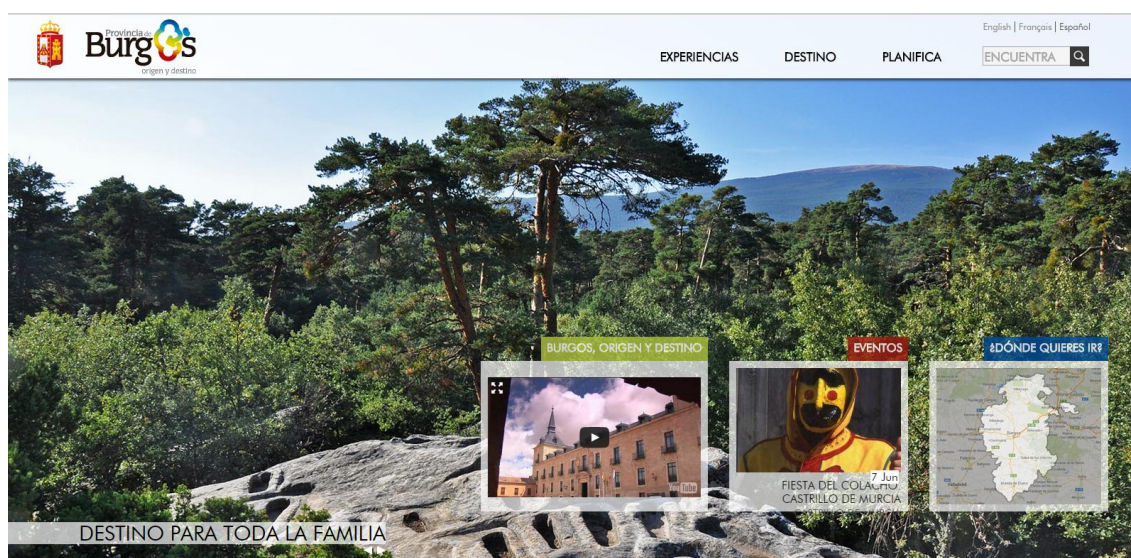 English | Français | Español
Provincia de
Burgos
origen y destino
EXPERIENCIAS
DESTINO
PLANIFICA
ENCUENTRA
BURGOS, ORIGEN Y DESTINO
EVENTOS
¿DÓNDE QUIERES IR?
YouTube
7 Jun
FIESTA DEL COLACHO
CASTRILLO DE MURCIA
DESTINO PARA TODA LA FAMILIA